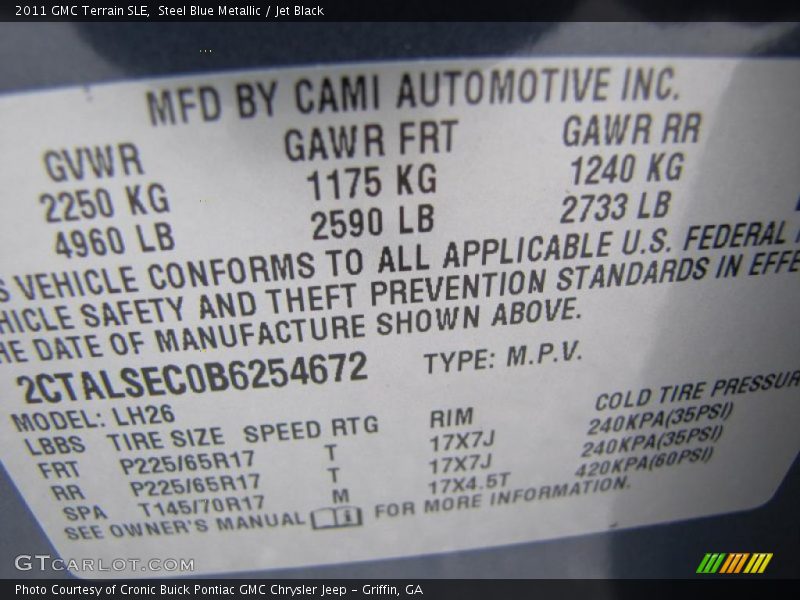 2011 GMC Terrain SLE, Steel Blue Metallic / Jet Black
MFD BY CAMI AUTOMOTIVE INC.
GVWR GAWR FRT GAWR RR
2250 KG 1175 KG 1240 KG
4960 LB 2590 LB 2733 LB
S VEHICLE CONFORMS TO ALL APPLICABLE U.S. FEDERAL
HICLE SAFETY AND THEFT PREVENTION STANDARDS IN EFFE
HE DATE OF MANUFACTURE SHOWN ABOVE.
2CTALSEC0B6254672 TYPE: M.P.V.
MODEL: LH26
LBBS TIRE SIZE SPEED RTG RIM COLD TIRE PRESSUR
FRT P225/65R17 T 17X7J 240KPA(35PSI)
RR P225/65R17 T 17X7J 240KPA(35PSI)
SPA T145/70R17 M 17X4.5T 420KPA(60PSI)
SEE OWNER'S MANUAL FOR MORE INFORMATION.
GTCARLOT.COM
Photo Courtesy of Cronic Buick Pontiac GMC Chrysler Jeep - Griffin, GA